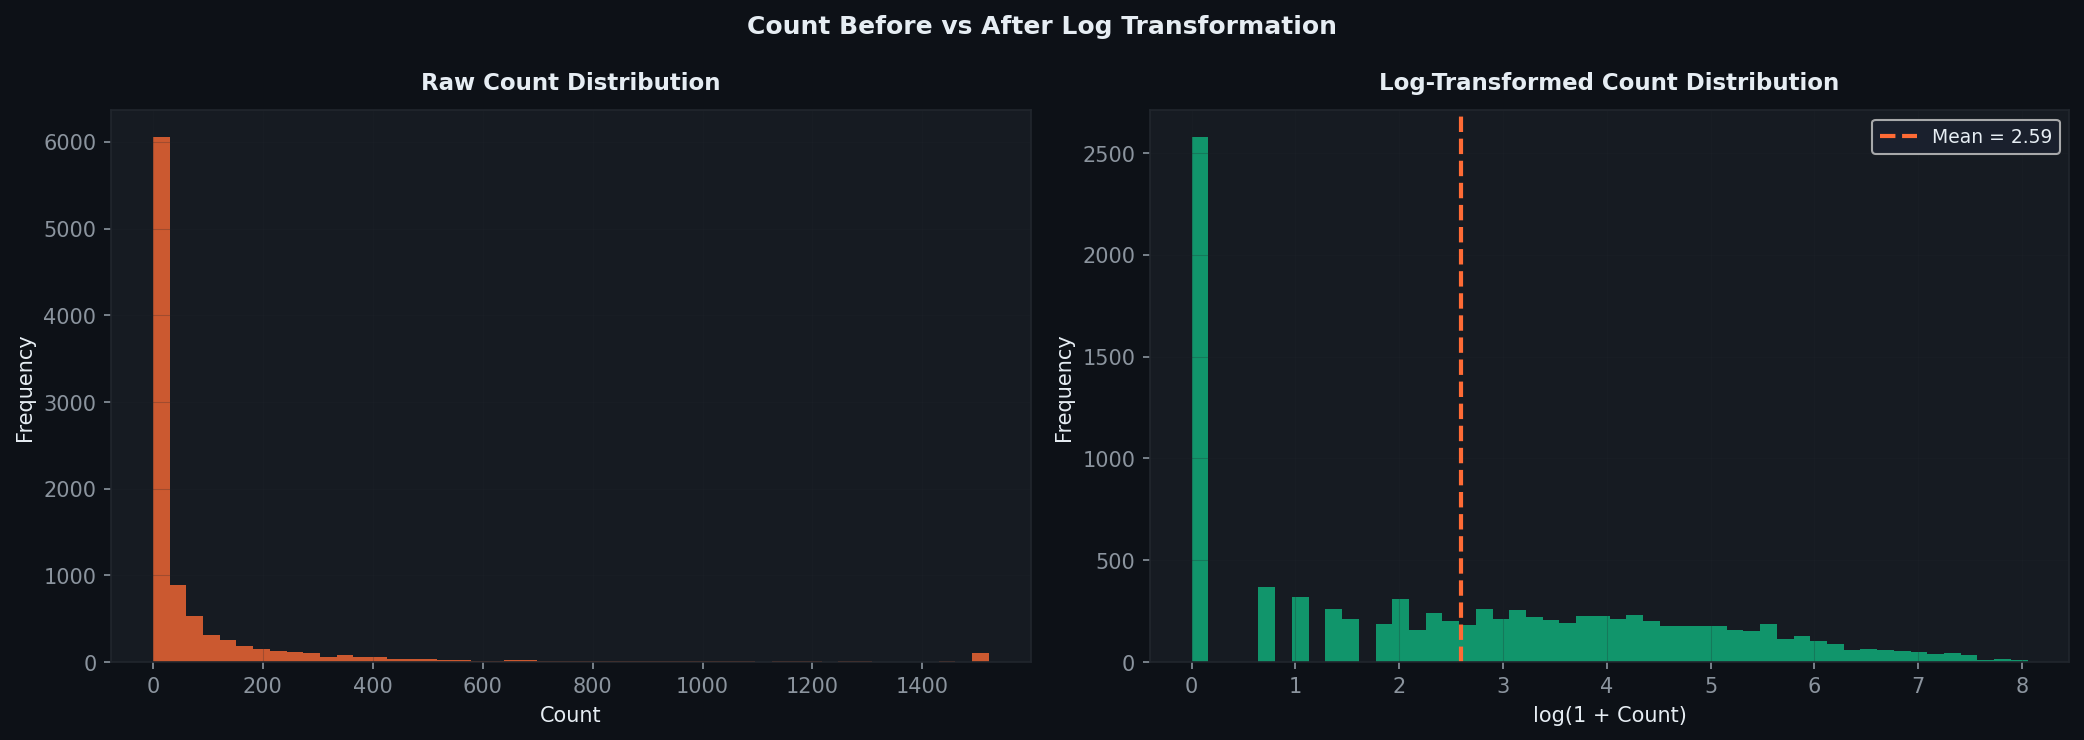 Count Before vs After Log Transformation
Raw Count Distribution
6000
5000
4000
3000
2000
1000
0
Frequency
0 200 400 600 800 1000 1200 1400
Count
Log-Transformed Count Distribution
Mean = 2.59
2500
2000
1500
1000
500
0
Frequency
0 1 2 3 4 5 6 7 8
log(1 + Count)